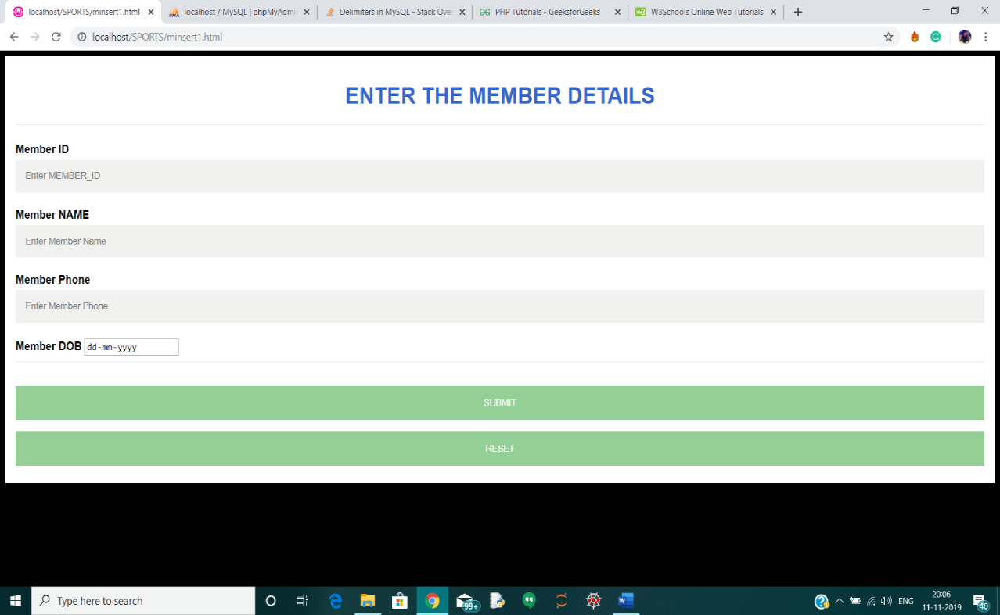 localhost/SPORTS/minsert1.html
localhost / MySQL | phpMyAdmi
Delimiters in MySQL - Stack Over
PHP Tutorials - GeeksforGeeks
W3Schools Online Web Tutorials
localhost/SPORTS/minsert1.html
ENTER THE MEMBER DETAILS
Member ID
Enter MEMBER_ID
Member NAME
Enter Member Name
Member Phone
Enter Member Phone
Member DOB dd-mm-yyyy
SUBMIT
RESET
Type here to search
99+
ENG
20:06
11-11-2019
40